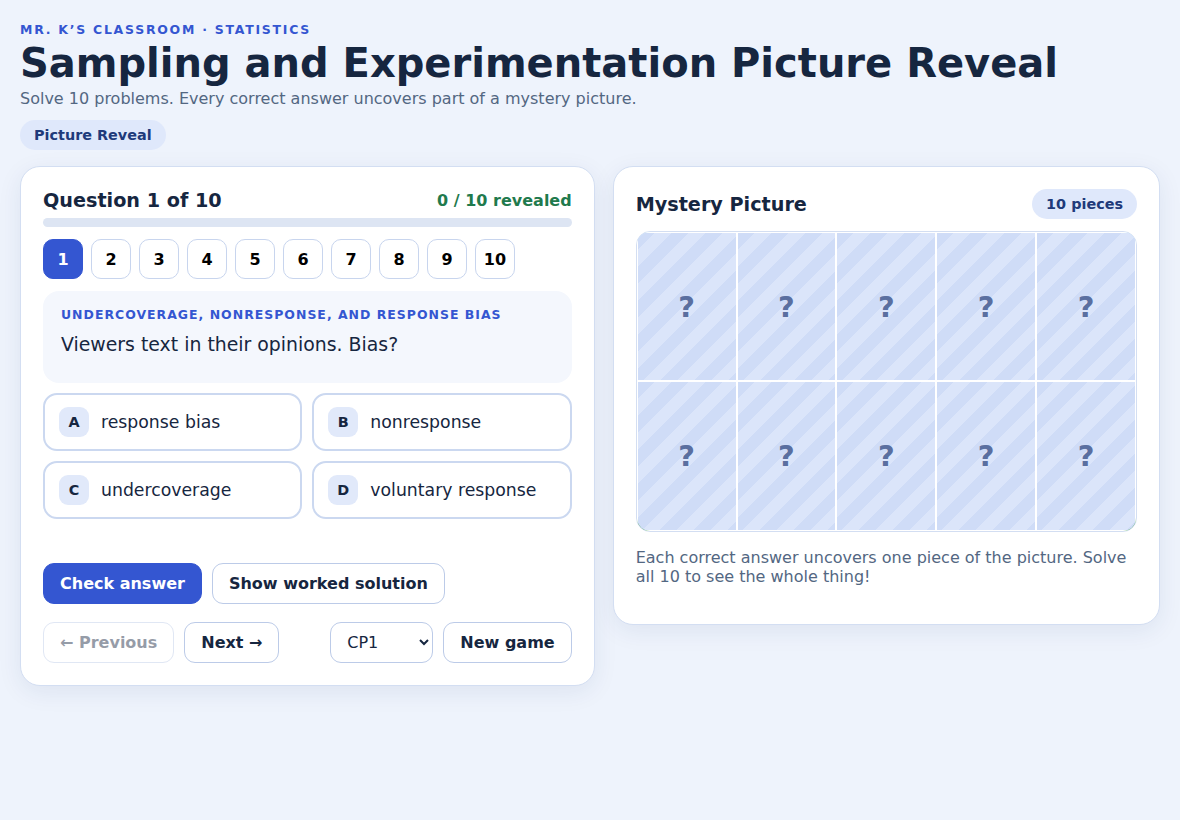 MR. K’S CLASSROOM · STATISTICS
Sampling and Experimentation Picture Reveal
Solve 10 problems. Every correct answer uncovers part of a mystery picture.
Picture Reveal
Question 1 of 10
0 / 10 revealed
1 2 3 4 5 6 7 8 9 10
UNDERCOVERAGE, NONRESPONSE, AND RESPONSE BIAS
Viewers text in their opinions. Bias?
A response bias
B nonresponse
C undercoverage
D voluntary response
Check answer
Show worked solution
← Previous
Next →
CP1
New game
Mystery Picture
10 pieces
? ? ? ? ?
? ? ? ? ?
Each correct answer uncovers one piece of the picture. Solve
all 10 to see the whole thing!